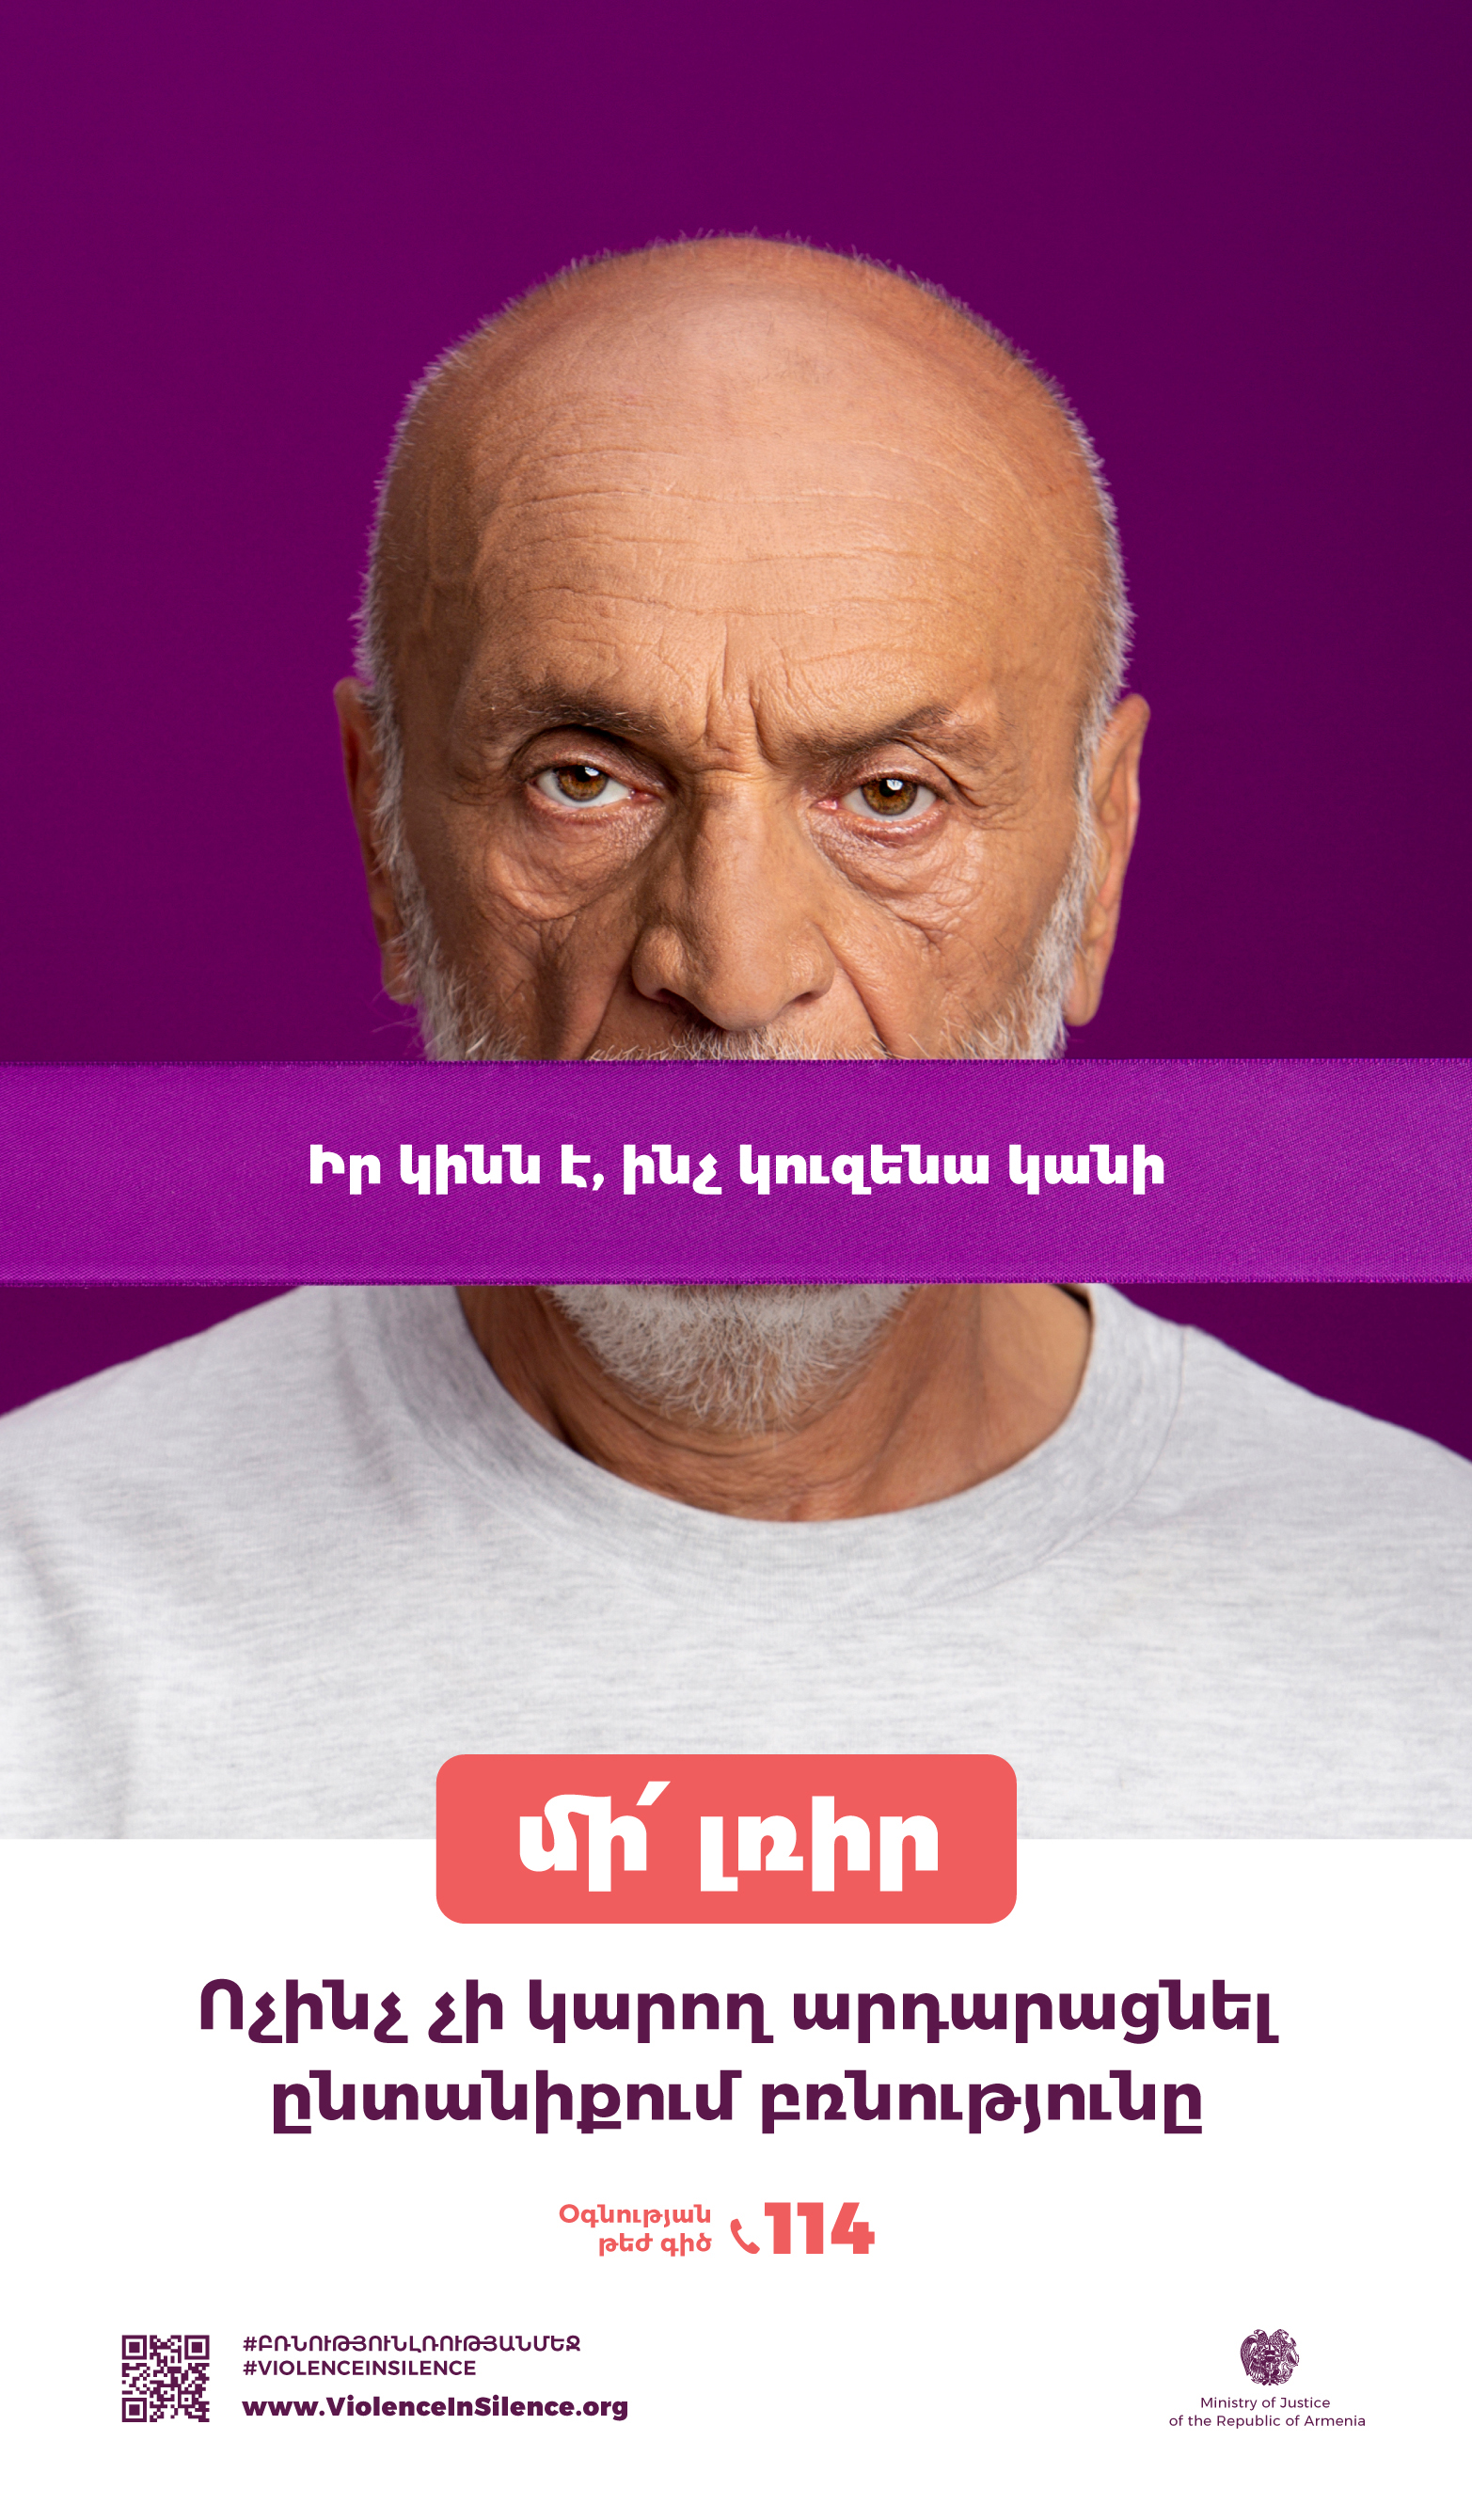 Իր կինն է, ինչ կուզենա կանի
մի՛ լռիր
Ոչինչ չի կարող արդարացնել
ընտանիքում բռնությունը
Օգնության
թեժ գիծ
114
#ԲՌՆՈՒԹՅՈՒՆԼՌՈՒԹՅԱՆՄԵՋ
#VIOLENCEINSILENCE
www.ViolenceInSilence.org
Ministry of Justice
of the Republic of Armenia